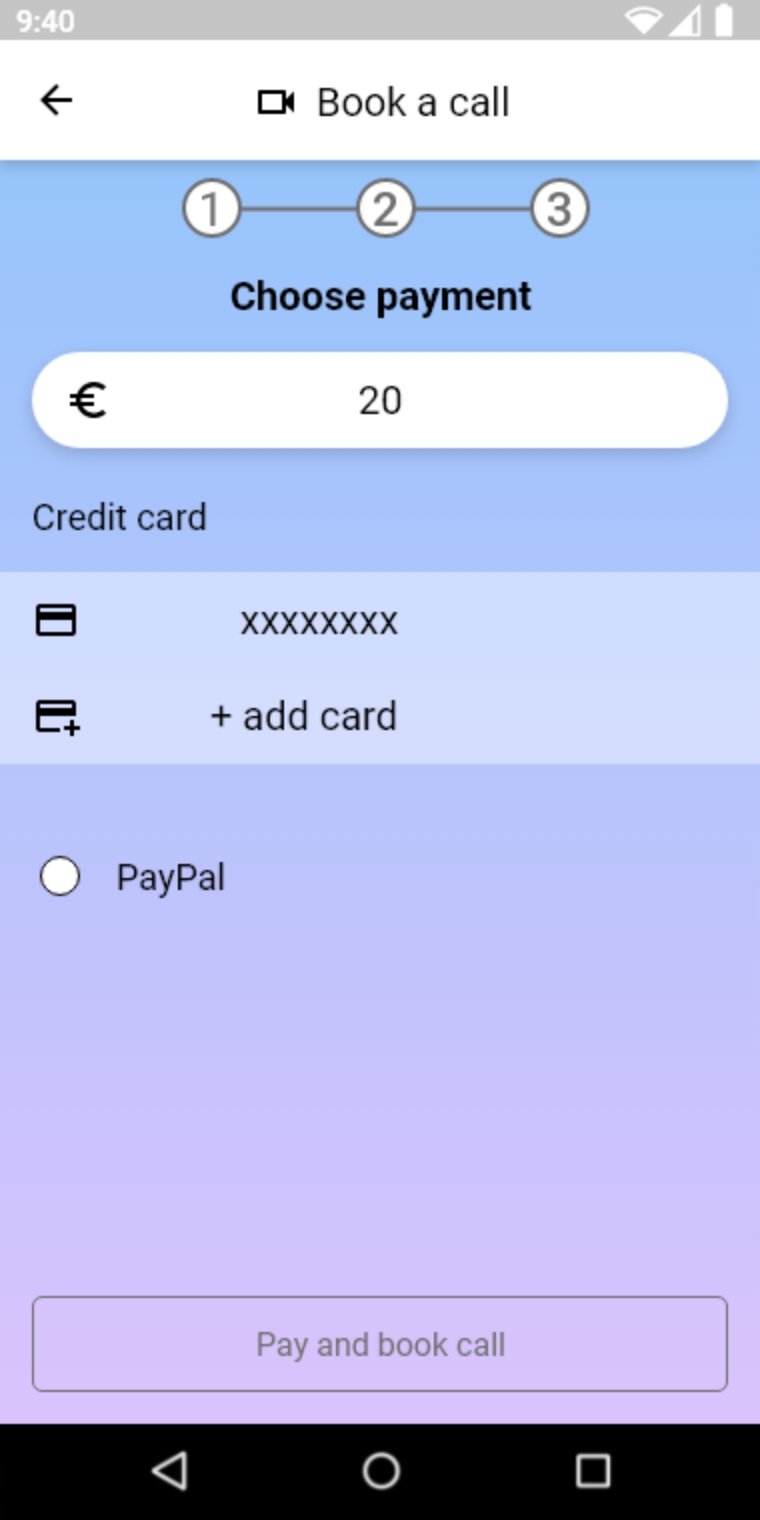 9:40
Book a call
1 2 3
Choose payment
€ 20
Credit card
xxxxxxxx
+ add card
PayPal
Pay and book call